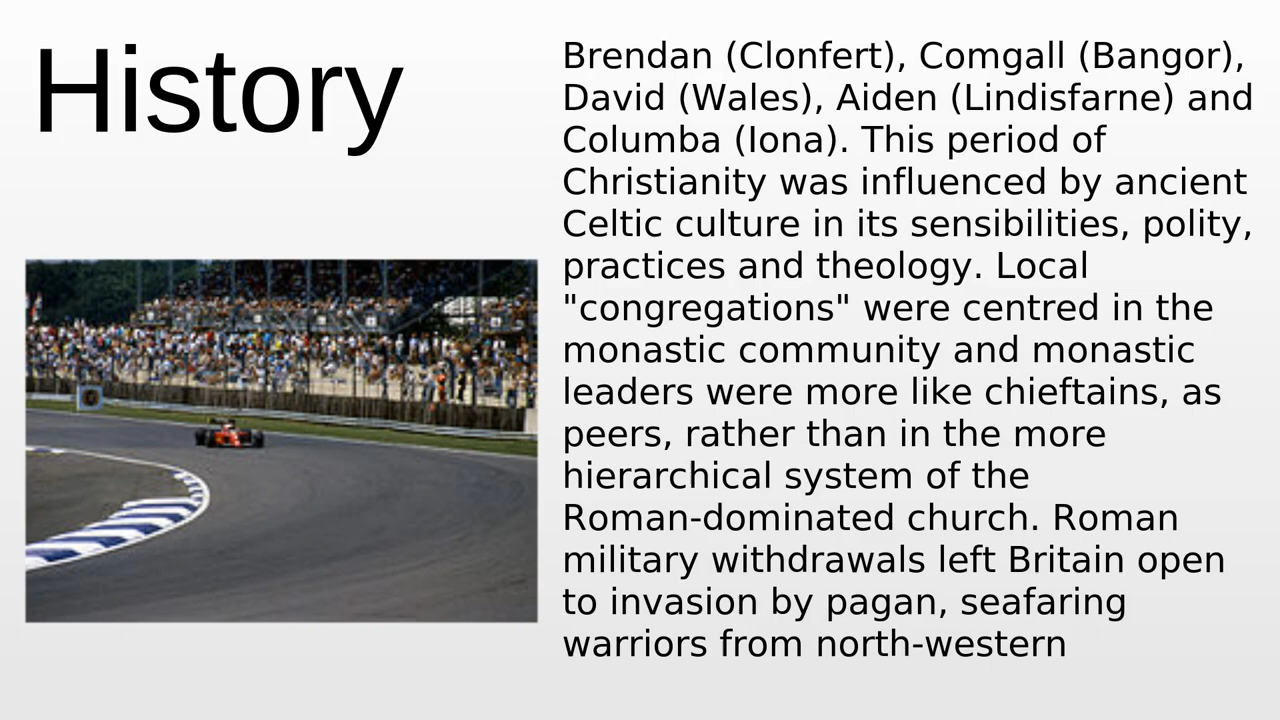 History
Brendan (Clonfert), Comgall (Bangor),
David (Wales), Aiden (Lindisfarne) and
Columba (Iona). This period of
Christianity was influenced by ancient
Celtic culture in its sensibilities, polity,
practices and theology. Local
"congregations" were centred in the
monastic community and monastic
leaders were more like chieftains, as
peers, rather than in the more
hierarchical system of the
Roman-dominated church. Roman
military withdrawals left Britain open
to invasion by pagan, seafaring
warriors from north-western